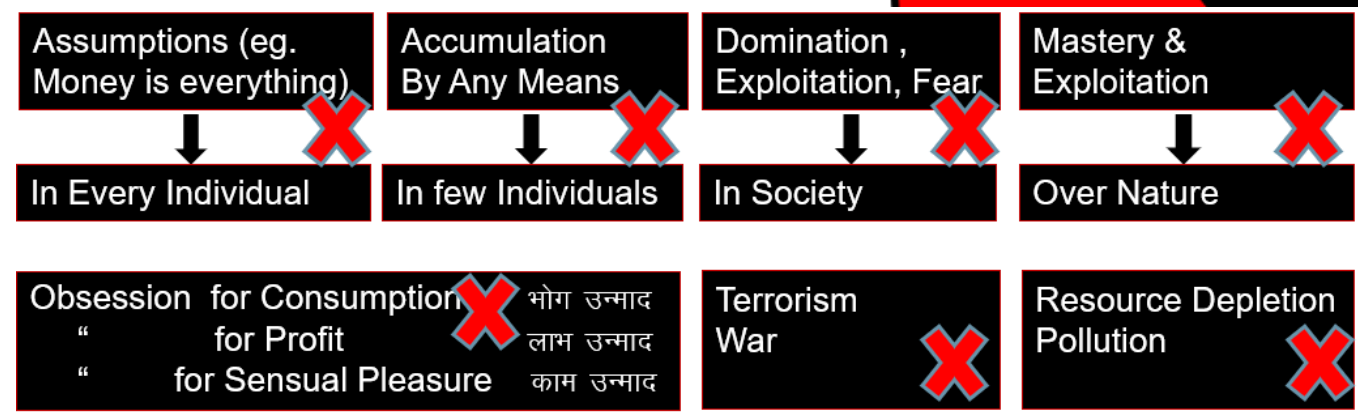 Assumptions (eg.
Money is everything)
Accumulation
By Any Means
Domination ,
Exploitation, Fear
Mastery &
Exploitation
In Every Individual
In few Individuals
In Society
Over Nature
Obsession for Consumption भोग उन्माद
“ for Profit लाभ उन्माद
“ for Sensual Pleasure काम उन्माद
Terrorism
War
Resource Depletion
Pollution